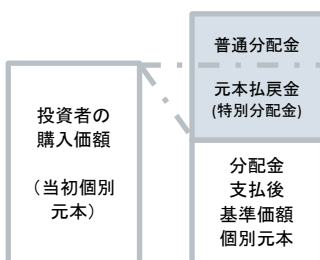 普通分配金
元本払戻金
(特別分配金)
投資者の
購入価額
（当初個別
元本）
分配金
支払後
基準価額
個別元本